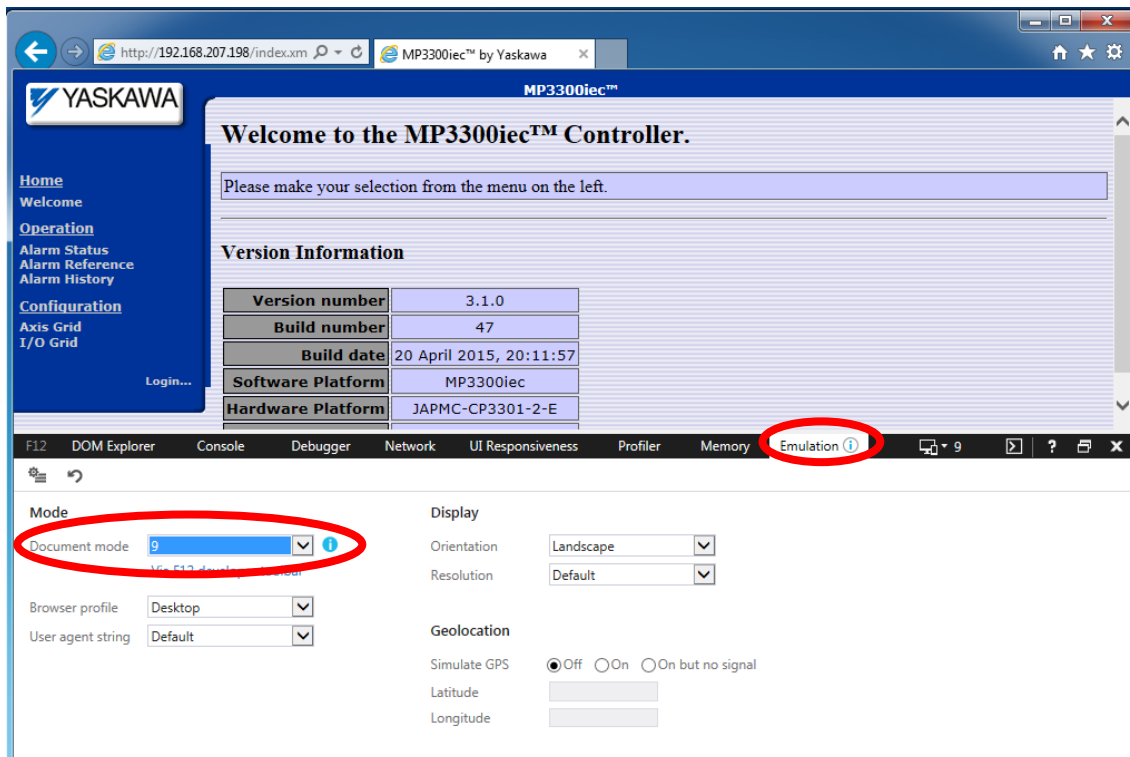 http://192.168.207.198/index.xm
MP3300iec™ by Yaskawa
YASKAWA
MP3300iec™
Welcome to the MP3300iec™ Controller.
Please make your selection from the menu on the left.
Home
Welcome
Operation
Alarm Status
Alarm Reference
Alarm History
Configuration
Axis Grid
I/O Grid
Login...
Version Information
Version number 3.1.0
Build number 47
Build date 20 April 2015, 20:11:57
Software Platform MP3300iec
Hardware Platform JAPMC-CP3301-2-E
F12 DOM Explorer Console Debugger Network UI Responsiveness Profiler Memory Emulation 9 ?
Mode
Document mode 9
Via F12 developer toolbar
Browser profile Desktop
User agent string Default
Display
Orientation Landscape
Resolution Default
Geolocation
Simulate GPS Off On On but no signal
Latitude
Longitude